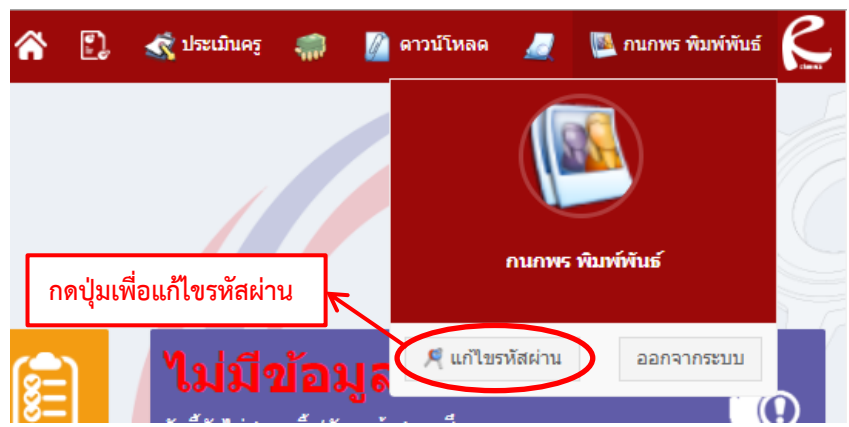 ประเมินครู
ดาวน์โหลด
กนกพร พิมพ์พันธ์
กนกพร พิมพ์พันธ์
กดปุ่มเพื่อแก้ไขรหัสผ่าน
แก้ไขรหัสผ่าน
ออกจากระบบ
ไม่มีข้อมูล